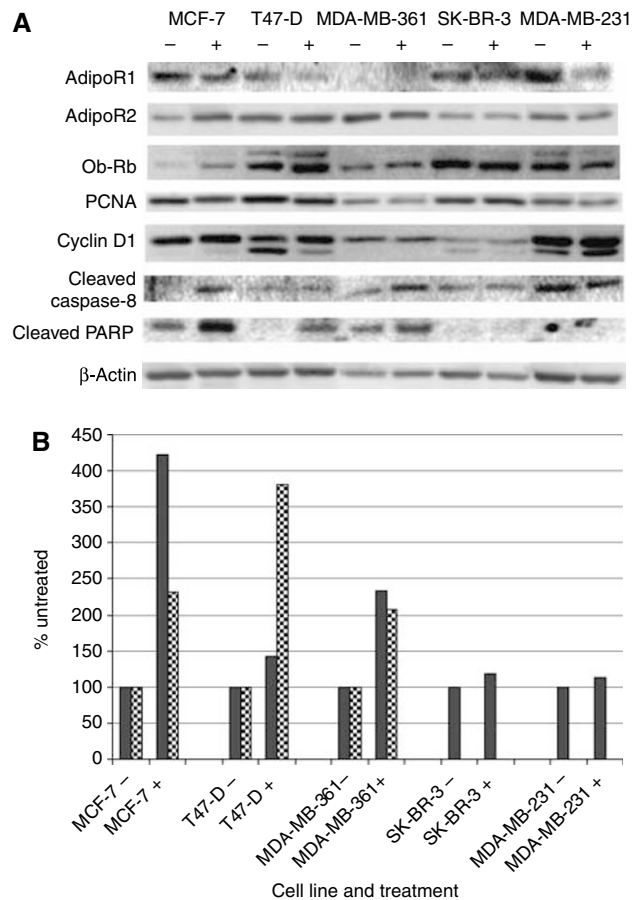 A
MCF-7 T47-D MDA-MB-361 SK-BR-3 MDA-MB-231
– + – + – + – + – +
AdipoR1
AdipoR2
Ob-Rb
PCNA
Cyclin D1
Cleaved
caspase-8
Cleaved PARP
β-Actin
B
450
400
350
300
250
200
150
100
50
0
% untreated
MCF-7 –
MCF-7 +
T47-D –
T47-D +
MDA-MB-361–
MDA-MB-361+
SK-BR-3 –
SK-BR-3 +
MDA-MB-231 –
MDA-MB-231 +
Cell line and treatment